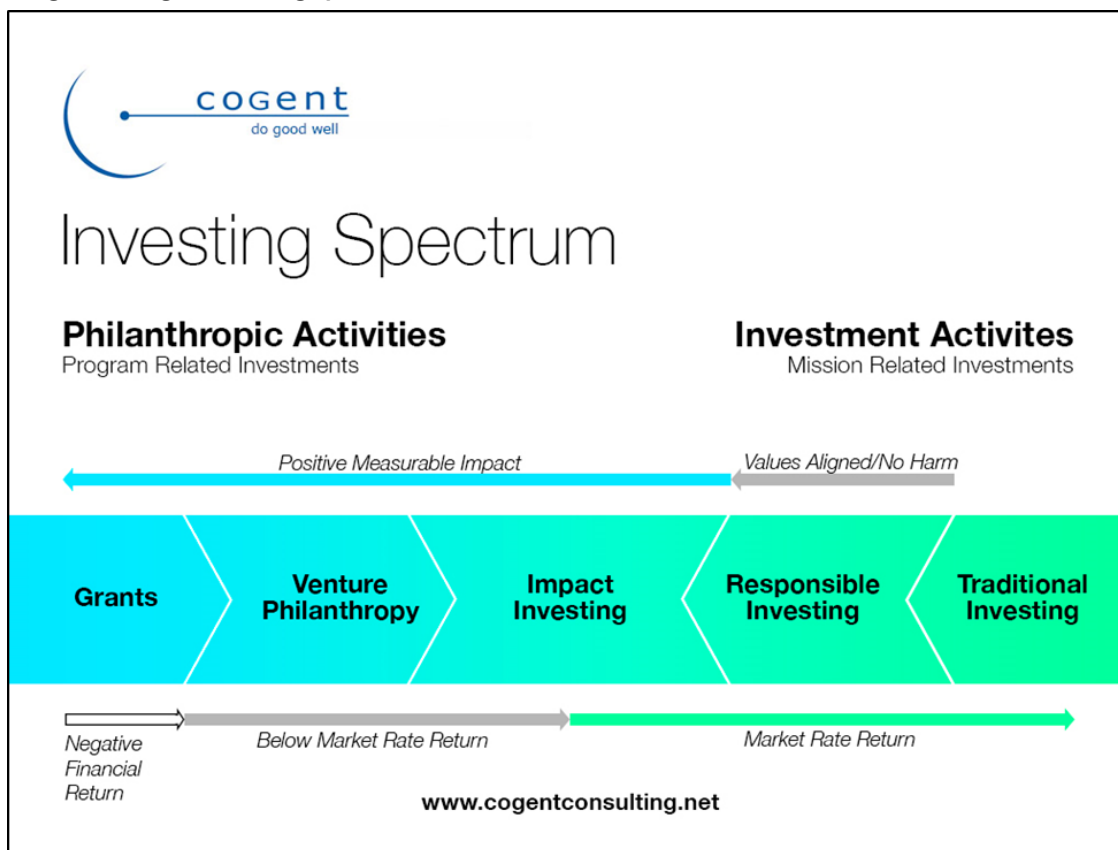 cogent
do good well
Investing Spectrum
Philanthropic Activities
Program Related Investments
Investment Activites
Mission Related Investments
Positive Measurable Impact
Values Aligned/No Harm
Grants
Venture
Philanthropy
Impact
Investing
Responsible
Investing
Traditional
Investing
Negative
Financial
Return
Below Market Rate Return
Market Rate Return
www.cogentconsulting.net